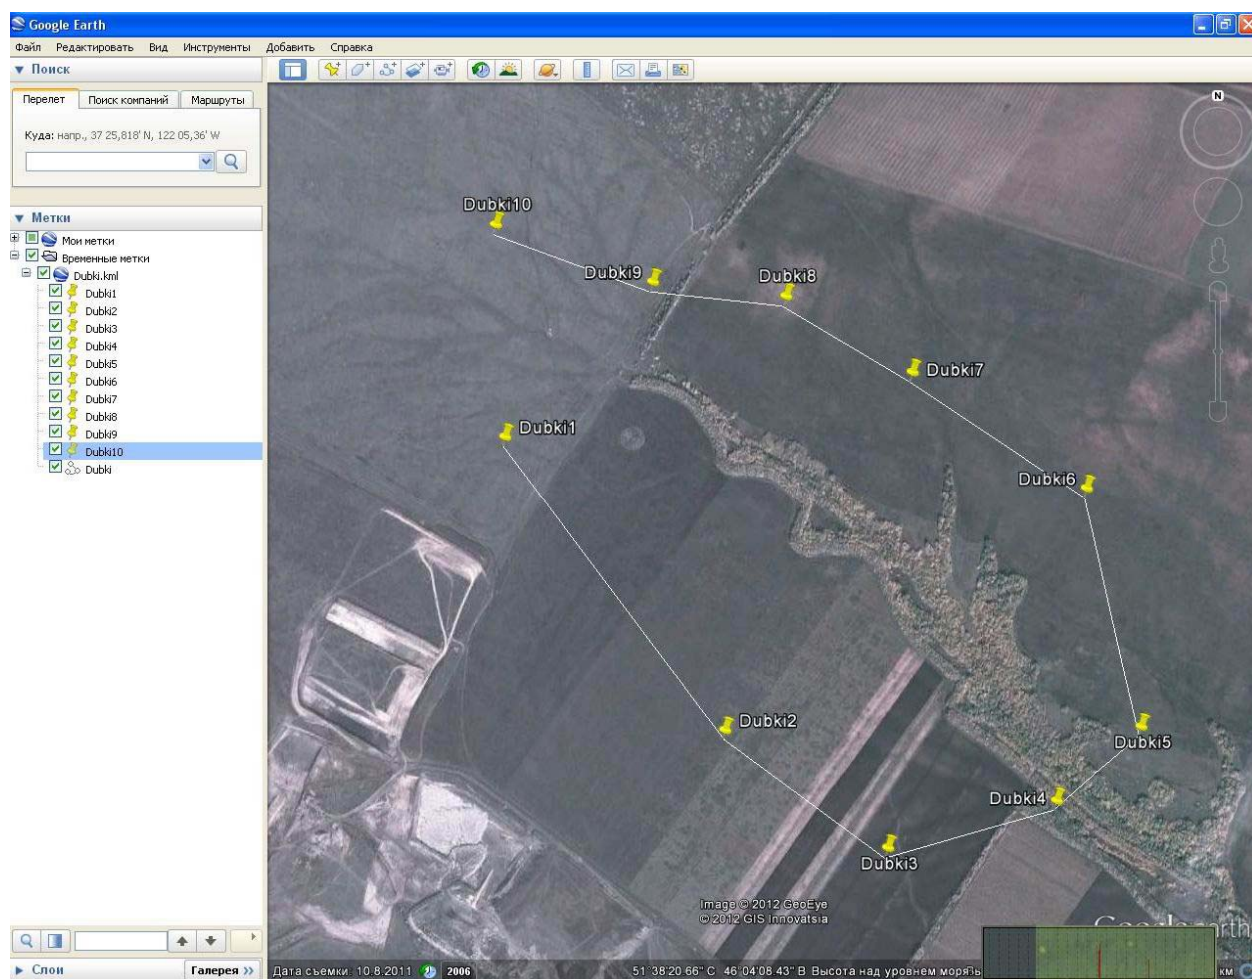 Google Earth
Файл Редактировать Вид Инструменты Добавить Справка
Поиск
Перелет Поиск компаний Маршруты
Куда: напр., 37 25,818' N, 122 05,36' W
Метки
Мои метки
Временные метки
Dubki.kml
Dubki1
Dubki2
Dubki3
Dubki4
Dubki5
Dubki6
Dubki7
Dubki8
Dubki9
Dubki10
Dubki
Слои
Галерея >>
N
Dubki10
Dubki9
Dubki8
Dubki7
Dubki1
Dubki6
Dubki2
Dubki5
Dubki4
Dubki3
Image © 2012 GeoEye
© 2012 GIS Innovatsia
Google earth
Дата съемки: 10.8.2011 2006 51°38'20.66" С 46°04'08.43" В Высота над уровнем моря км